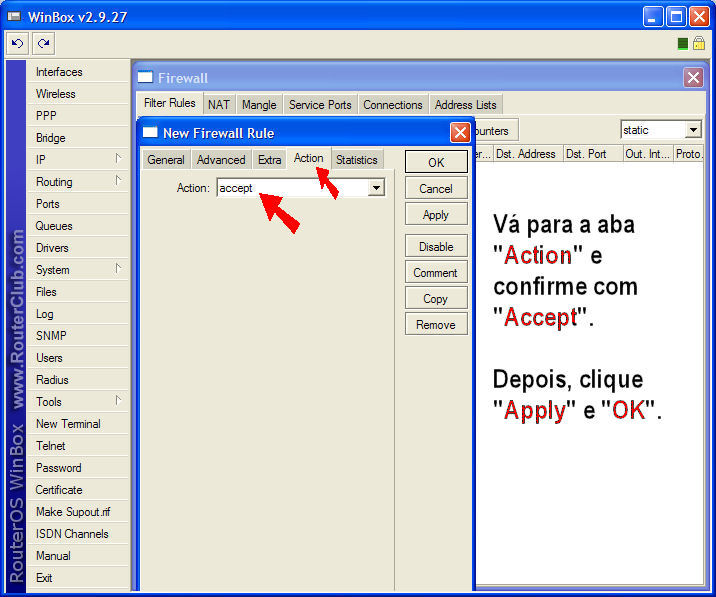 WinBox v2.9.27
Interfaces
Wireless
PPP
Bridge
IP
Routing
Ports
Queues
Drivers
System
Files
Log
SNMP
Users
Radius
Tools
New Terminal
Telnet
Password
Certificate
Make Supout.rif
ISDN Channels
Manual
Exit
RouterOS WinBox www.RouterClub.com
Firewall
Filter Rules NAT Mangle Service Ports Connections Address Lists
static
Dst. Address Dst. Port Out. Int... Proto.
New Firewall Rule
General Advanced Extra Action Statistics
Action: accept
OK
Cancel
Apply
Disable
Comment
Copy
Remove
Vá para a aba
"Action" e
confirme com
"Accept".
Depois, clique
"Apply" e "OK".